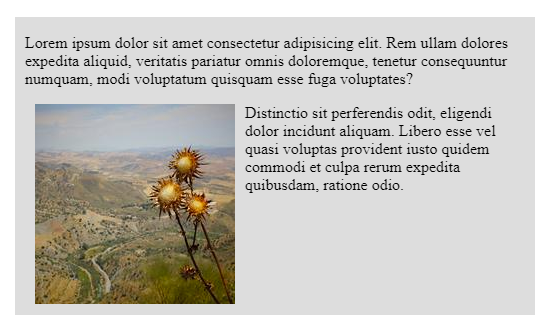 Lorem ipsum dolor sit amet consectetur adipisicing elit. Rem ullam dolores
expedita aliquid, veritatis pariatur omnis doloremque, tenetur consequuntur
numquam, modi voluptatum quisquam esse fuga voluptates?
Distinctio sit perferendis odit, eligendi
dolor incidunt aliquam. Libero esse vel
quasi voluptas provident iusto quidem
commodi et culpa rerum expedita
quibusdam, ratione odio.